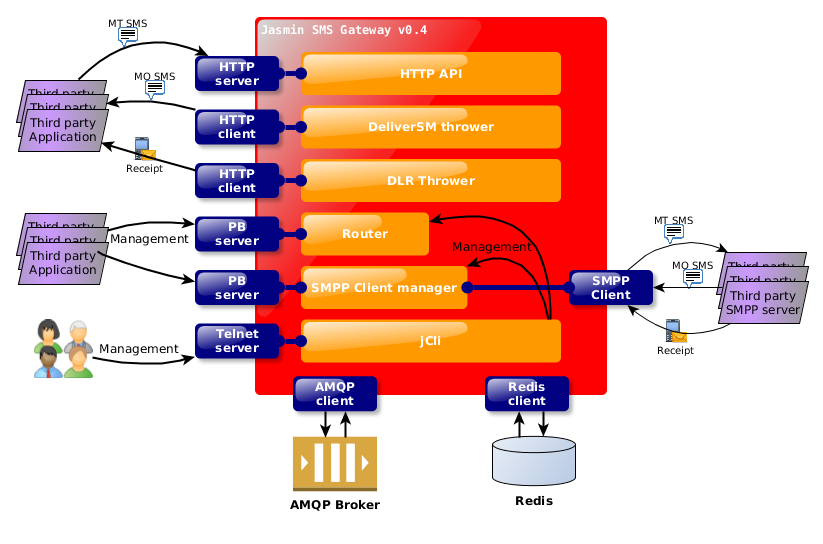 MT SMS
Jasmin SMS Gateway v0.4
HTTP
server
HTTP API
MO SMS
Third party
Third party
Third party
Application
HTTP
client
DeliverSM thrower
Receipt
HTTP
client
DLR Thrower
Third party
Third party
Third party
Application
Management
PB
server
Router
Management
MT SMS
PB
server
SMPP Client manager
SMPP
Client
MO SMS
Third party
Third party
Third party
SMPP server
Receipt
Management
Telnet
server
jCli
AMQP
client
Redis
client
AMQP Broker
Redis